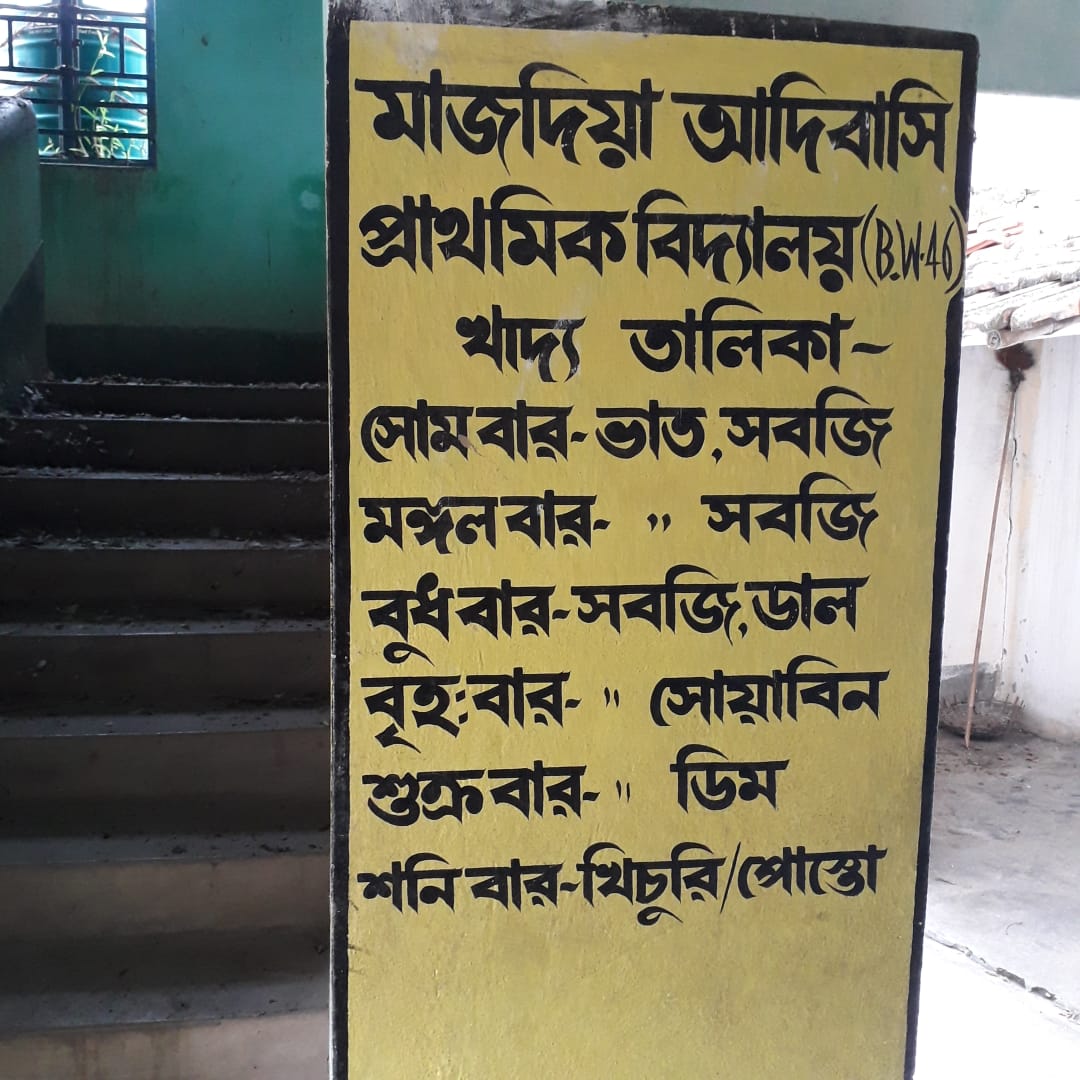 মাজদিয়া আদিবাসি
প্রাথমিক বিদ্যালয় (B.W.46)
খাদ্য তালিকা~
সোমবার- ভাত, সবজি
মঙ্গলবার- " সবজি
বুধবার- সবজি, ডাল
বৃহ:বার- " সোয়াবিন
শুক্রবার- " ডিম
শনিবার- খিচুরি/পোস্তো